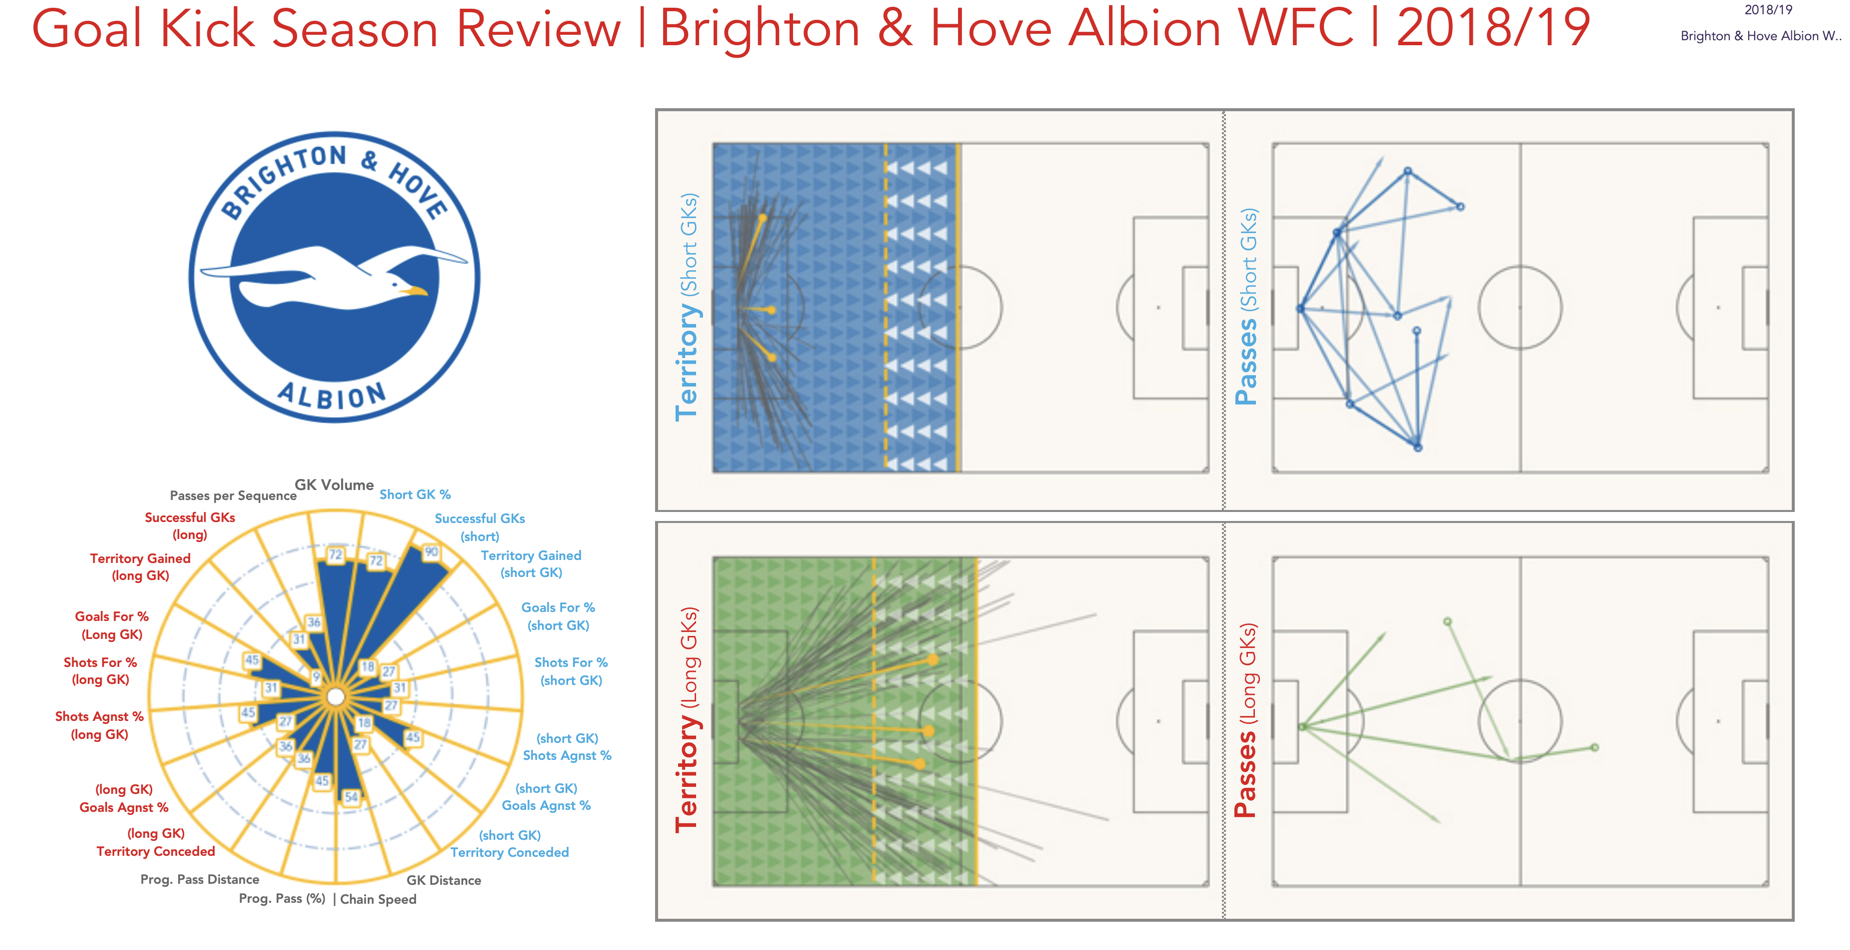 Goal Kick Season Review | Brighton & Hove Albion WFC | 2018/19
2018/19
Brighton & Hove Albion W..
BRIGHTON & HOVE
ALBION
GK Volume
Passes per Sequence
Short GK %
Successful GKs
(long)
Successful GKs
(short)
Territory Gained
(long GK)
Territory Gained
(short GK)
Goals For %
(Long GK)
Goals For %
(short GK)
Shots For %
(long GK)
Shots For %
(short GK)
Shots Agnst %
(long GK)
(short GK)
Shots Agnst %
(long GK)
Goals Agnst %
(short GK)
Goals Agnst %
(long GK)
Territory Conceded
(short GK)
Territory Conceded
Prog. Pass Distance
GK Distance
Prog. Pass (%) | Chain Speed
72
72
90
18
27
31
27
45
18
27
54
45
36
36
27
45
31
45
9
31
36
Territory (Short GKs)
Passes (Short GKs)
Territory (Long GKs)
Passes (Long GKs)